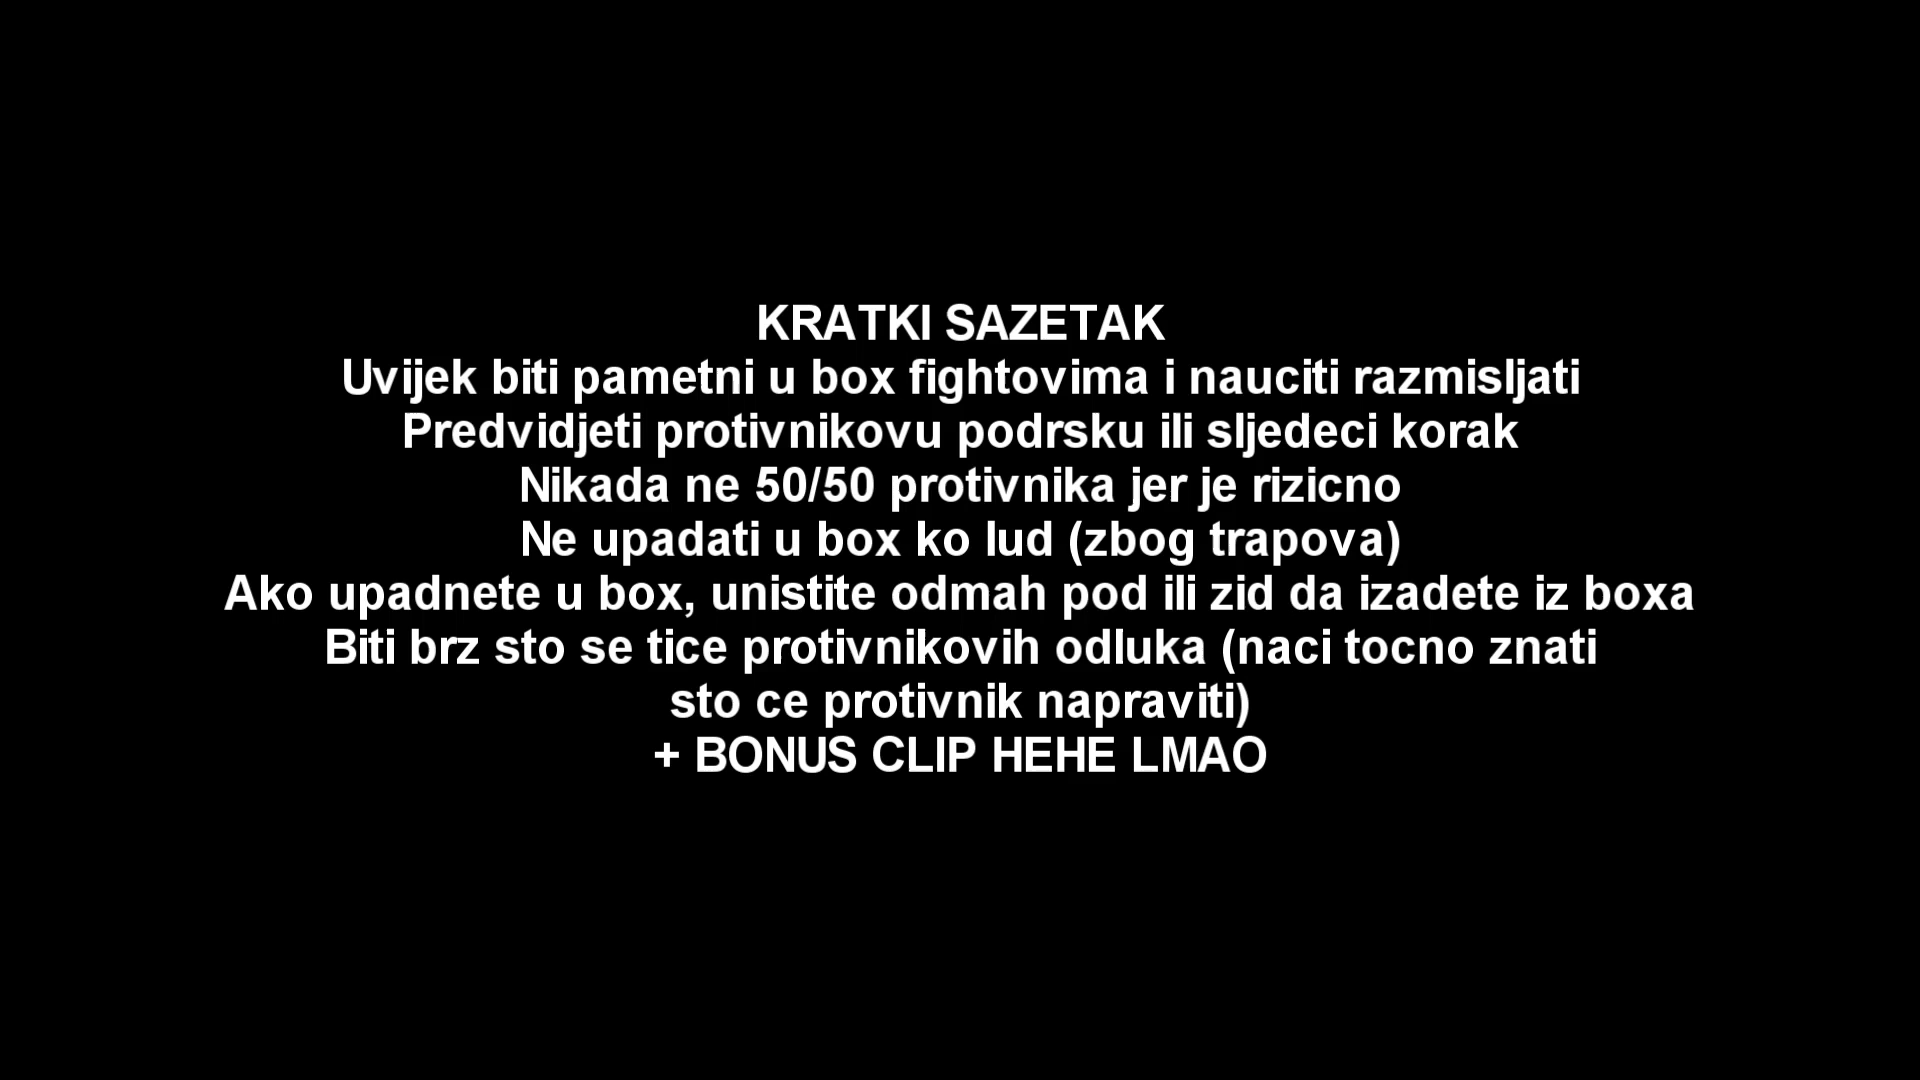 KRATKI SAZETAK
Uvijek biti pametni u box fightovima i nauciti razmisljati
Predvidjeti protivnikovu podrsku ili sljedeci korak
Nikada ne 50/50 protivnika jer je rizicno
Ne upadati u box ko lud (zbog trapova)
Ako upadnete u box, unistite odmah pod ili zid da izadete iz boxa
Biti brz sto se tice protivnikovih odluka (naci tocno znati
sto ce protivnik napraviti)
+ BONUS CLIP HEHE LMAO